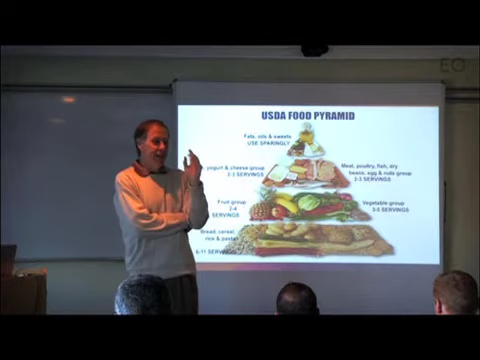 EO
USDA FOOD PYRAMID
Fats, oils & sweets
USE SPARINGLY
yogurt & cheese group
2-3 SERVINGS
Meat, poultry, fish, dry
beans, egg & nuts group
2-3 SERVINGS
Fruit group
2-4
SERVINGS
Vegetable group
3-5 SERVINGS
Bread, cereal,
rice & pasta
6-11 SERVINGS